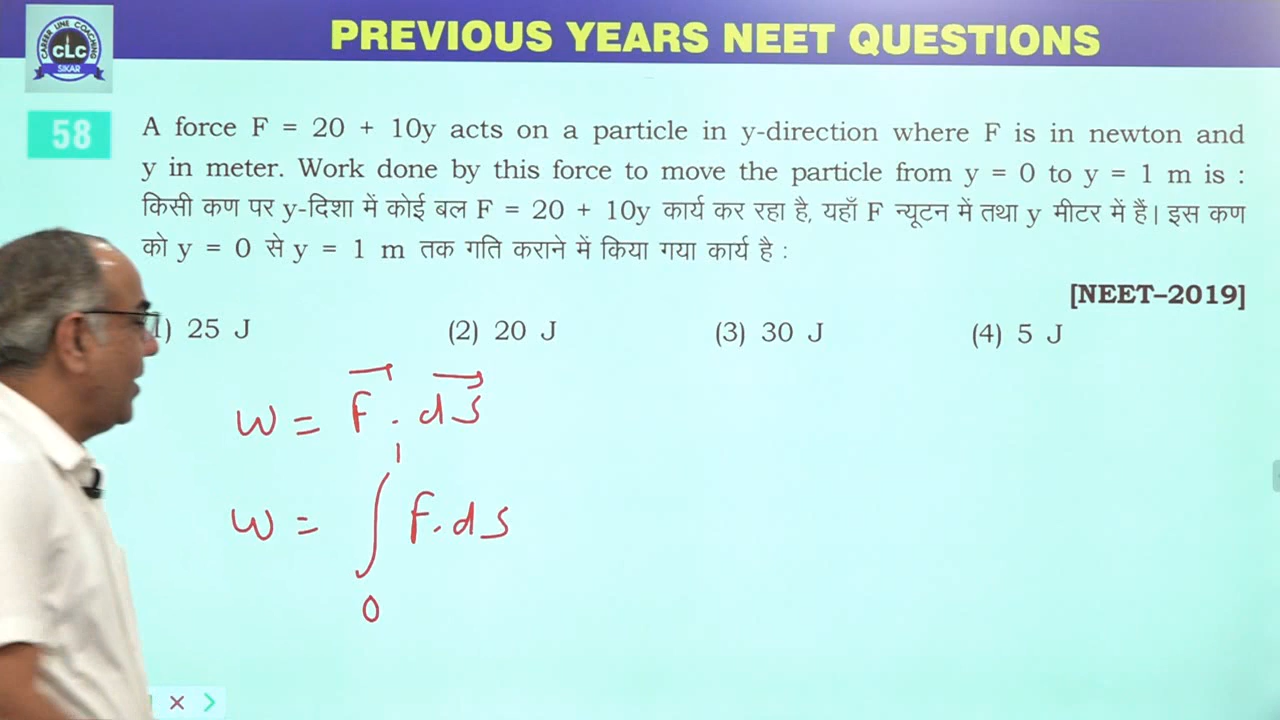 PREVIOUS YEARS NEET QUESTIONS
CAREER LINE COACHING
CLC
SIKAR
58
A force F = 20 + 10y acts on a particle in y-direction where F is in newton and
y in meter. Work done by this force to move the particle from y = 0 to y = 1 m is :
किसी कण पर y-दिशा में कोई बल F = 20 + 10y कार्य कर रहा है, यहाँ F न्यूटन में तथा y मीटर में हैं। इस कण
को y = 0 से y = 1 m तक गति कराने में किया गया कार्य है :
[NEET–2019]
1) 25 J (2) 20 J (3) 30 J (4) 5 J
W = F⃗ . ds⃗
W = ∫₀¹ F. ds